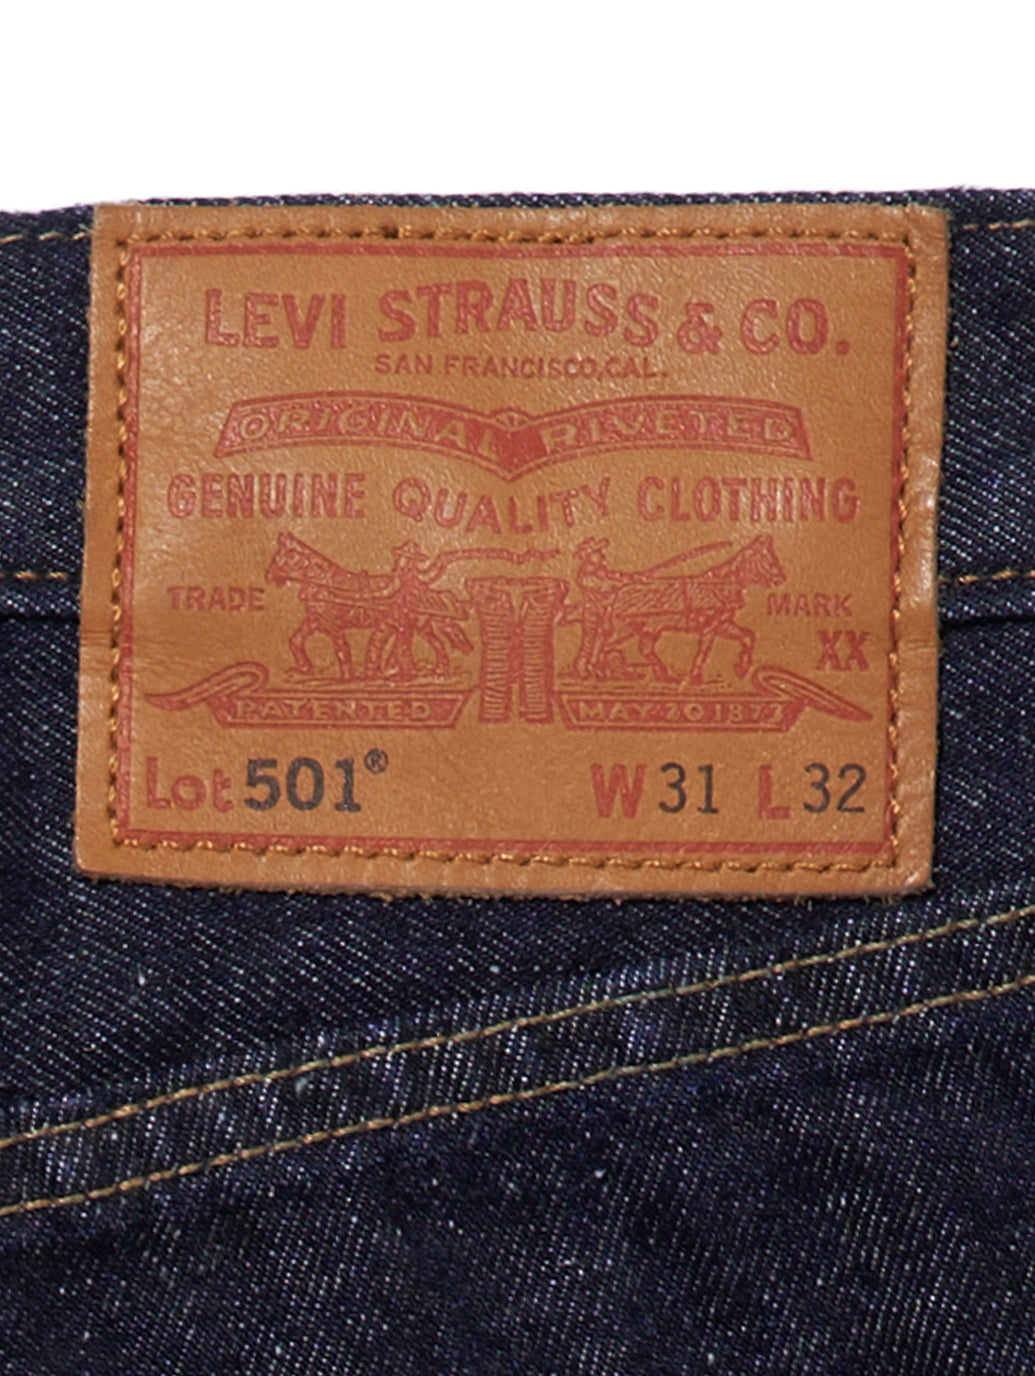 LEVI STRAUSS & CO.
SAN FRANCISCO, CAL.
ORIGINAL RIVETED
GENUINE QUALITY CLOTHING
TRADE MARK
XX
PATENTED MAY 20 1873
Lot 501® W 31 L 32